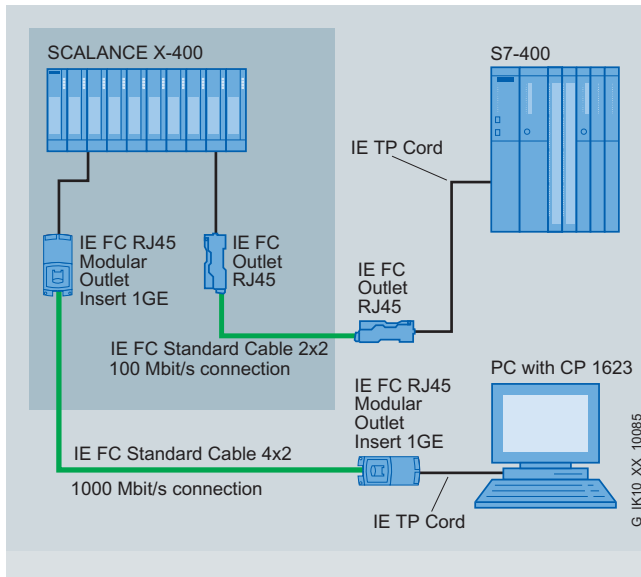 SCALANCE X-400
S7-400
IE TP Cord
IE FC RJ45
Modular
Outlet
Insert 1GE
IE FC
Outlet
RJ45
IE FC
Outlet
RJ45
IE FC Standard Cable 2x2
100 Mbit/s connection
PC with CP 1623
IE FC RJ45
Modular
Outlet
Insert 1GE
IE FC Standard Cable 4x2
1000 Mbit/s connection
IE TP Cord
G_IK10_XX_10085